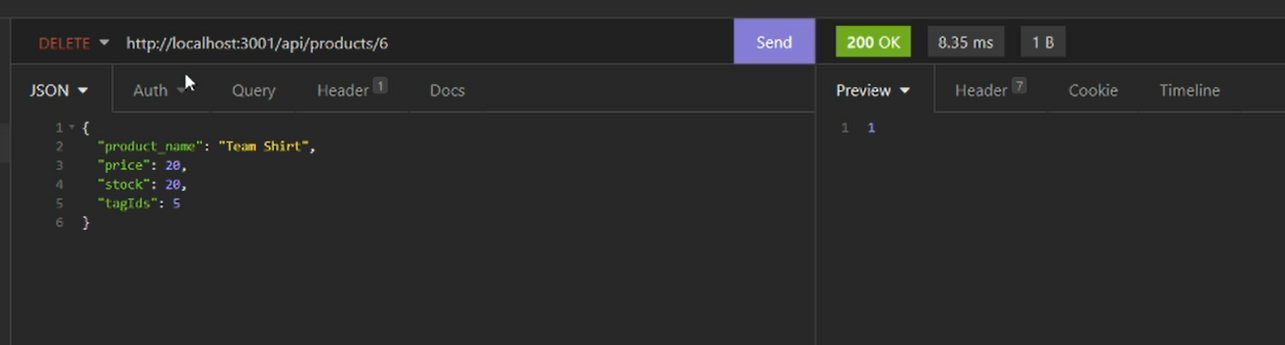 DELETE http://localhost:3001/api/products/6 Send 200 OK 8.35 ms 1 B
JSON Auth Query Header 1 Docs Preview Header 7 Cookie Timeline
1 { 1 1
2 "product_name": "Team Shirt",
3 "price": 20,
4 "stock": 20,
5 "tagIds": 5
6 }